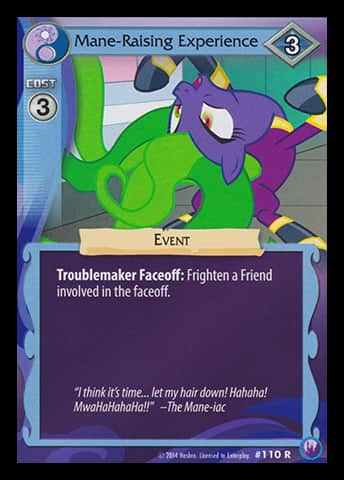 Mane-Raising Experience
3
COST
3
EVENT
Troublemaker Faceoff: Frighten a Friend
involved in the faceoff.
"I think it's time... let my hair down! Hahaha!
MwaHaHahaHa!!" –The Mane-iac
© 2014 Hasbro. Licensed to Enterplay. #110 R